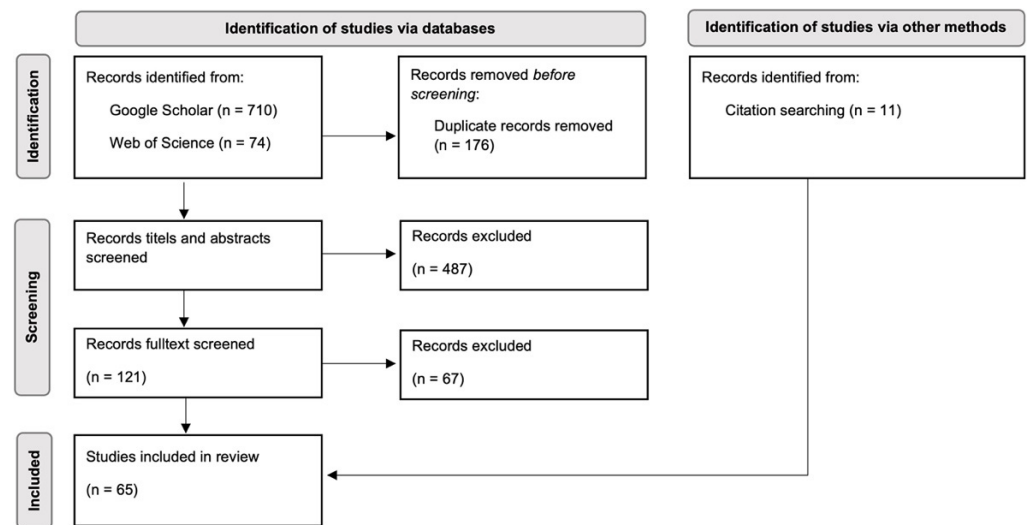 Identification of studies via databases
Identification of studies via other methods
Identification
Records identified from:
Google Scholar (n = 710)
Web of Science (n = 74)
Records removed before
screening:
Duplicate records removed
(n = 176)
Records identified from:
Citation searching (n = 11)
Screening
Records titels and abstracts
screened
Records excluded
(n = 487)
Records fulltext screened
(n = 121)
Records excluded
(n = 67)
Included
Studies included in review
(n = 65)